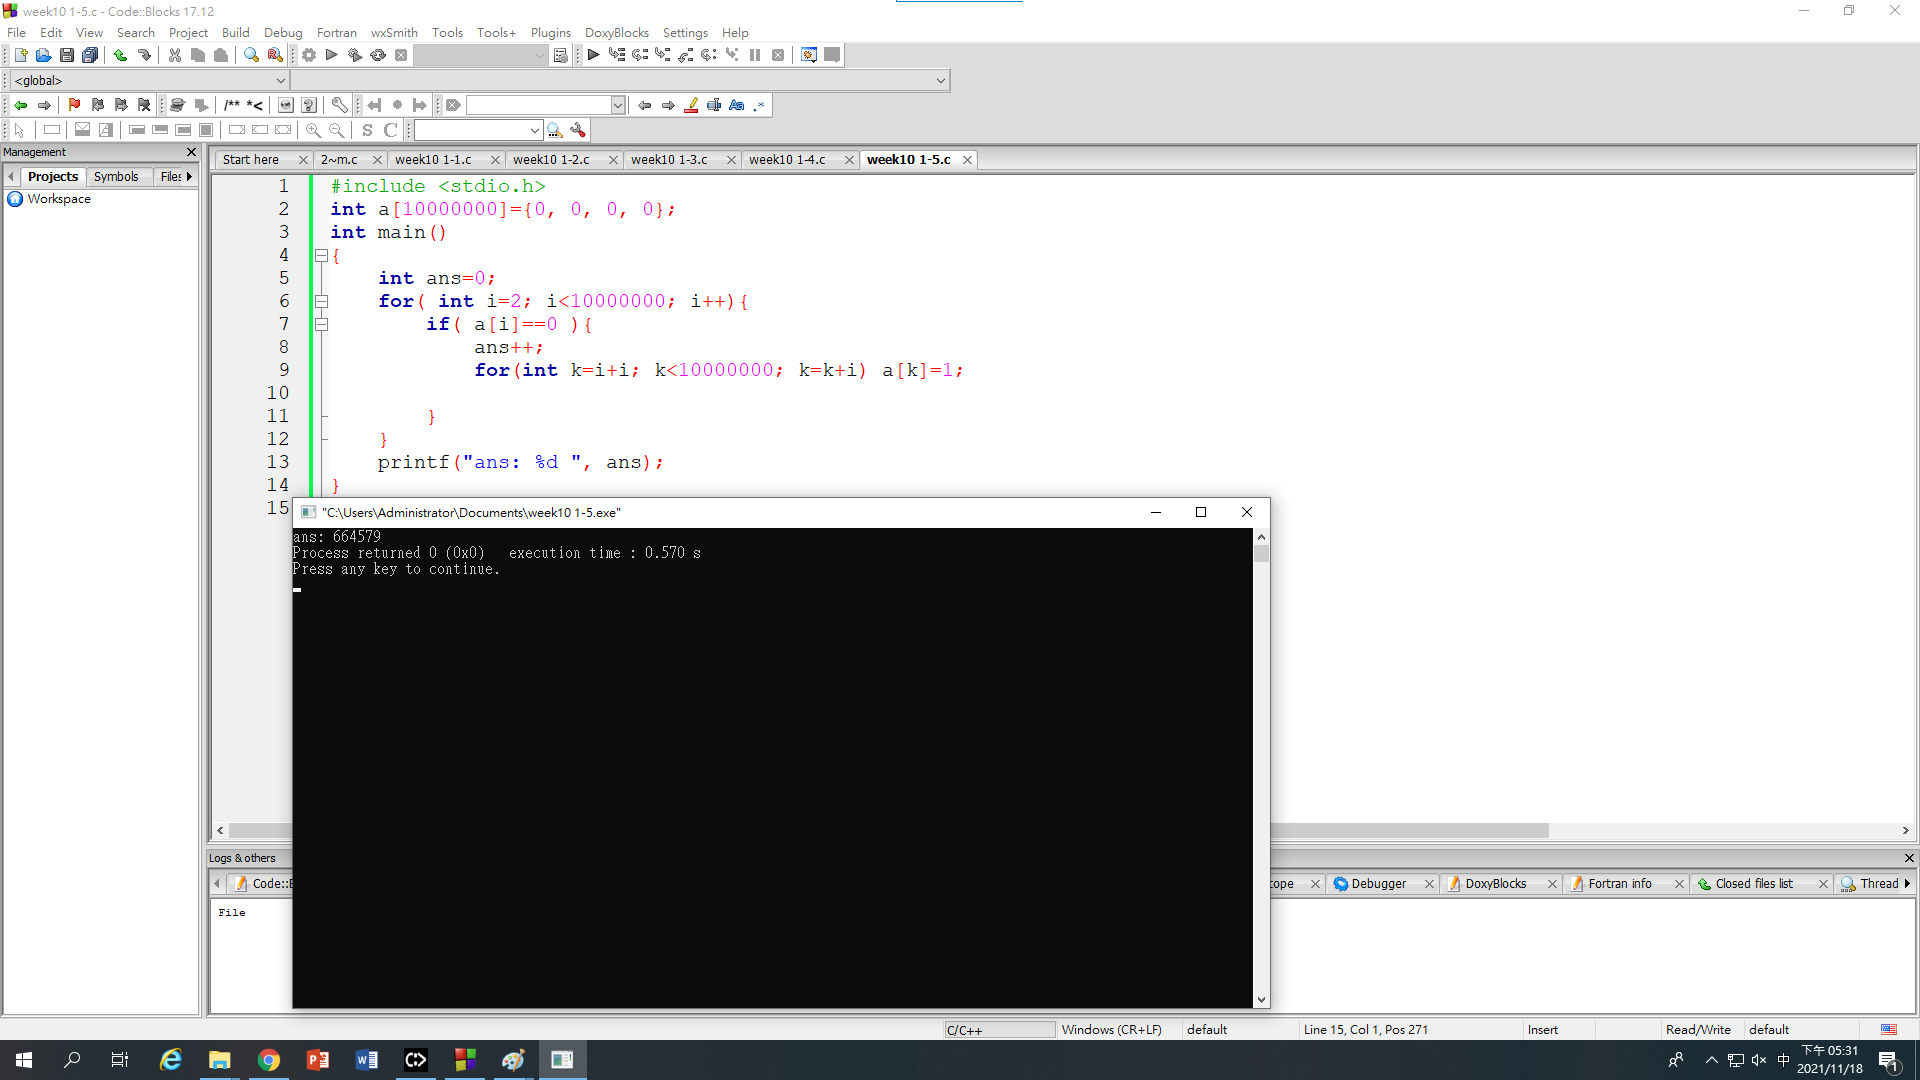 week10 1-5.c - Code::Blocks 17.12
File Edit View Search Project Build Debug Fortran wxSmith Tools Tools+ Plugins DoxyBlocks Settings Help
<global>
/** *<
S C
Management
Projects Symbols Files
Workspace
Start here 2~m.c week10 1-1.c week10 1-2.c week10 1-3.c week10 1-4.c week10 1-5.c
1 #include <stdio.h>
2 int a[10000000]={0, 0, 0, 0};
3 int main()
4 {
5 int ans=0;
6 for( int i=2; i<10000000; i++){
7 if( a[i]==0 ){
8 ans++;
9 for(int k=i+i; k<10000000; k=k+i) a[k]=1;
10
11 }
12 }
13 printf("ans: %d ", ans);
14 }
15
"C:\Users\Administrator\Documents\week10 1-5.exe"
ans: 664579
Process returned 0 (0x0) execution time : 0.570 s
Press any key to continue.
Logs & others
Code:: ope Debugger DoxyBlocks Fortran info Closed files list Thread
File
C/C++ Windows (CR+LF) default Line 15, Col 1, Pos 271 Insert Read/Write default
中 下午 05:31
2021/11/18
1